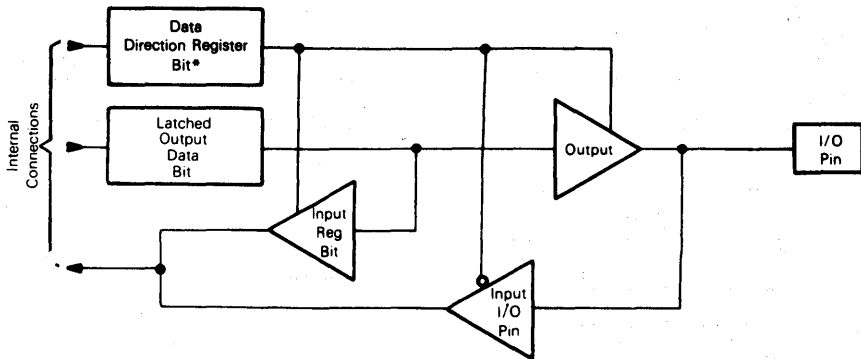 Data
Direction Register
Bit*
Internal
Connections
Latched
Output
Data
Bit
Output
I/O
Pin
Input
Reg
Bit
Input
I/O
Pin